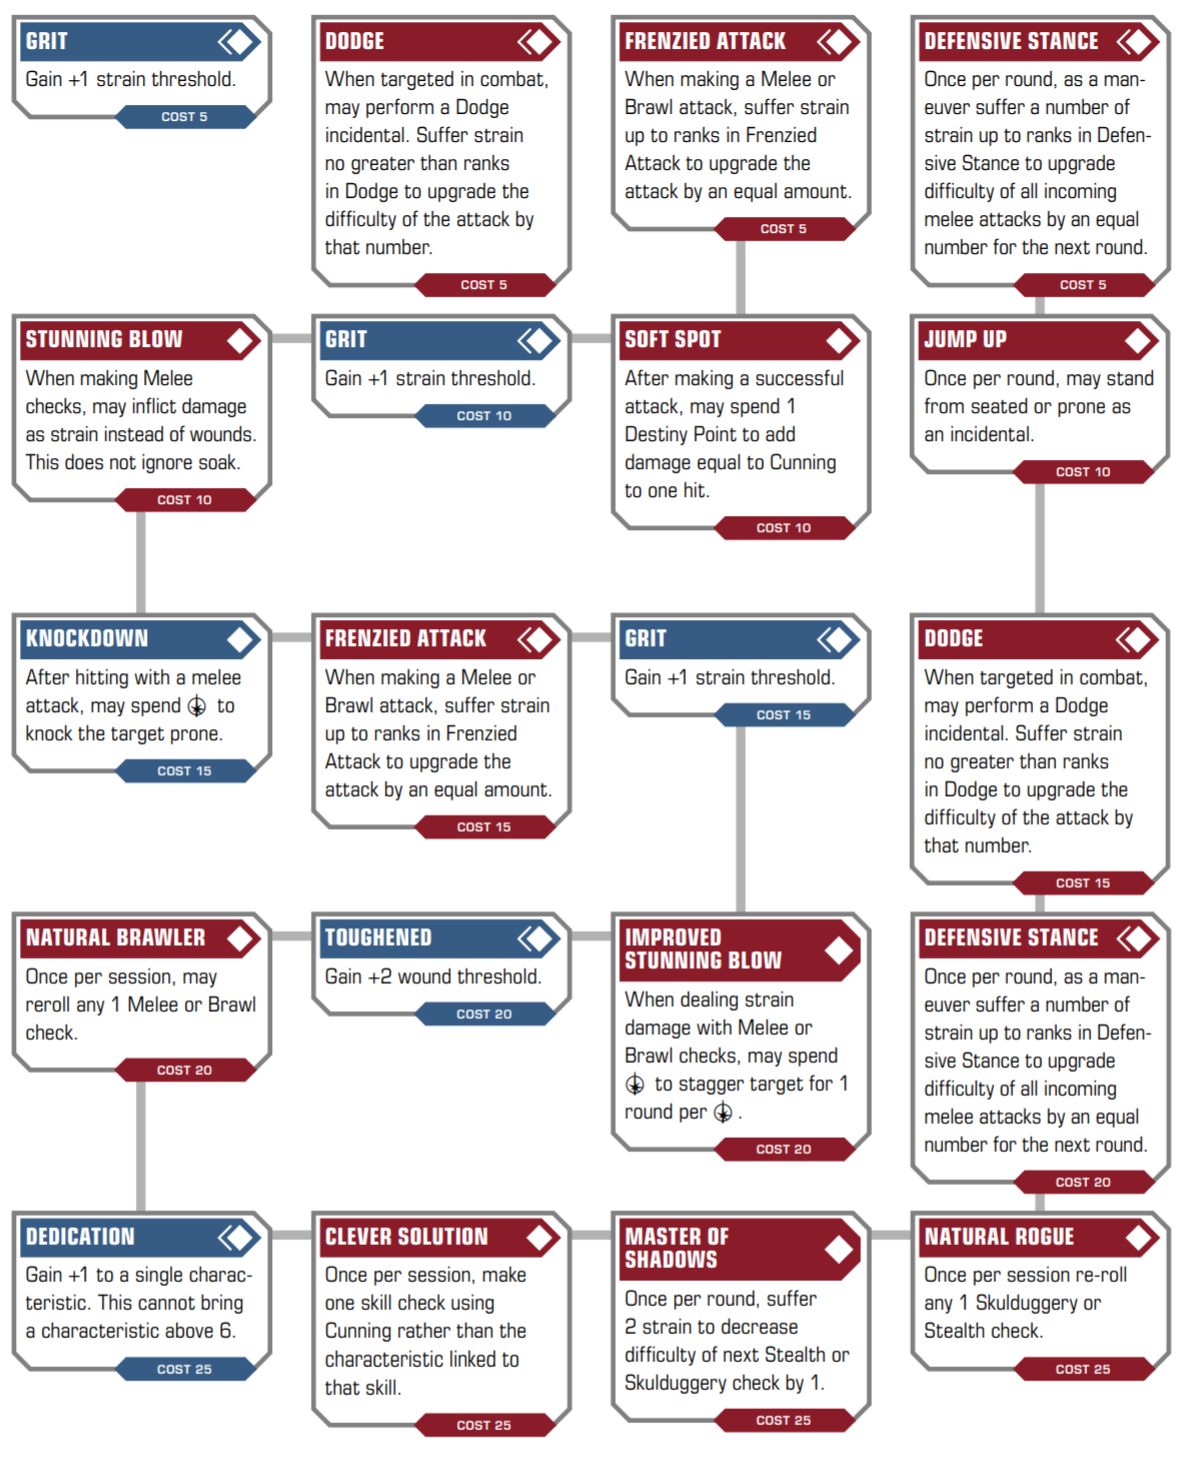 GRIT
Gain +1 strain threshold.
COST 5
DODGE
When targeted in combat,
may perform a Dodge
incidental. Suffer strain
no greater than ranks
in Dodge to upgrade the
difficulty of the attack by
that number.
COST 5
FRENZIED ATTACK
When making a Melee or
Brawl attack, suffer strain
up to ranks in Frenzied
Attack to upgrade the
attack by an equal amount.
COST 5
DEFENSIVE STANCE
Once per round, as a man-
euver suffer a number of
strain up to ranks in Defen-
sive Stance to upgrade
difficulty of all incoming
melee attacks by an equal
number for the next round.
COST 5
STUNNING BLOW
When making Melee
checks, may inflict damage
as strain instead of wounds.
This does not ignore soak.
COST 10
GRIT
Gain +1 strain threshold.
COST 10
SOFT SPOT
After making a successful
attack, may spend 1
Destiny Point to add
damage equal to Cunning
to one hit.
COST 10
JUMP UP
Once per round, may stand
from seated or prone as
an incidental.
COST 10
KNOCKDOWN
After hitting with a melee
attack, may spend to
knock the target prone.
COST 15
FRENZIED ATTACK
When making a Melee or
Brawl attack, suffer strain
up to ranks in Frenzied
Attack to upgrade the
attack by an equal amount.
COST 15
GRIT
Gain +1 strain threshold.
COST 15
DODGE
When targeted in combat,
may perform a Dodge
incidental. Suffer strain
no greater than ranks
in Dodge to upgrade the
difficulty of the attack by
that number.
COST 15
NATURAL BRAWLER
Once per session, may
reroll any 1 Melee or Brawl
check.
COST 20
TOUGHENED
Gain +2 wound threshold.
COST 20
IMPROVED
STUNNING BLOW
When dealing strain
damage with Melee or
Brawl checks, may spend
to stagger target for 1
round per .
COST 20
DEFENSIVE STANCE
Once per round, as a man-
euver suffer a number of
strain up to ranks in Defen-
sive Stance to upgrade
difficulty of all incoming
melee attacks by an equal
number for the next round.
COST 20
DEDICATION
Gain +1 to a single charac-
teristic. This cannot bring
a characteristic above 6.
COST 25
CLEVER SOLUTION
Once per session, make
one skill check using
Cunning rather than the
characteristic linked to
that skill.
COST 25
MASTER OF
SHADOWS
Once per round, suffer
2 strain to decrease
difficulty of next Stealth or
Skulduggery check by 1.
COST 25
NATURAL ROGUE
Once per session re-roll
any 1 Skulduggery or
Stealth check.
COST 25